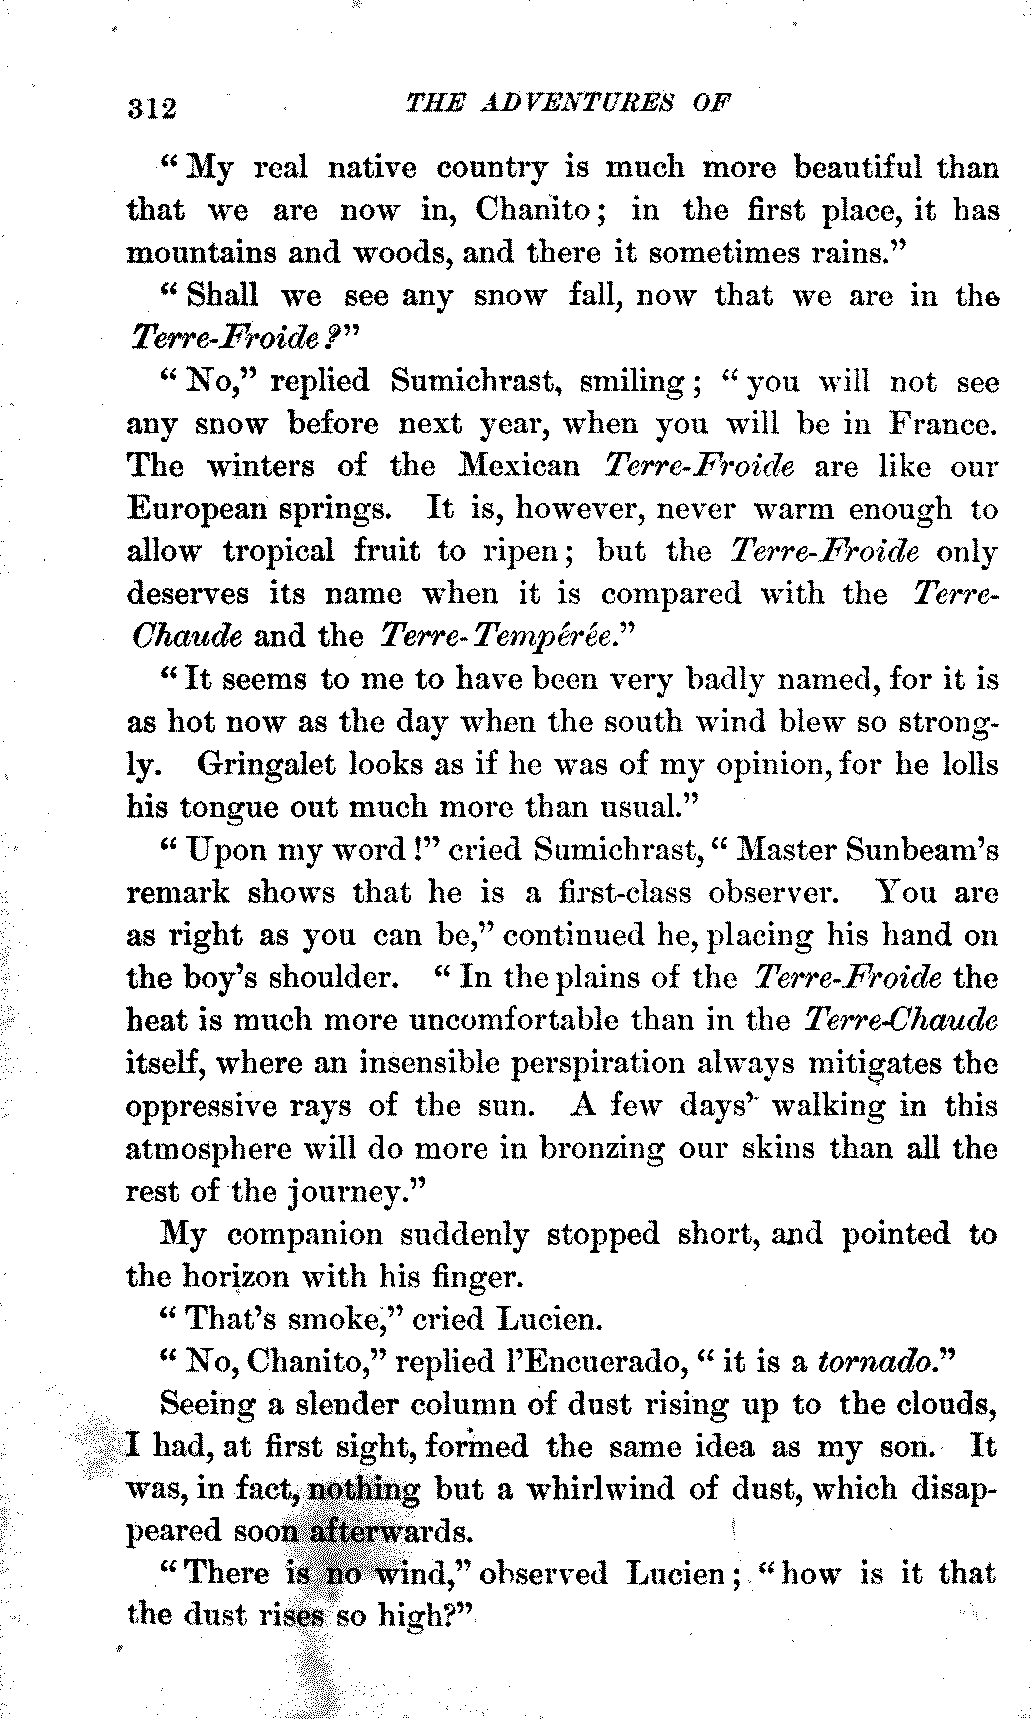 312 THE ADVENTURES OF
"My real native country is much more beautiful than
that we are now in, Chanito; in the first place, it has
mountains and woods, and there it sometimes rains."
"Shall we see any snow fall, now that we are in the
Terre-Froide?"
"No," replied Sumichrast, smiling; "you will not see
any snow before next year, when you will be in France.
The winters of the Mexican Terre-Froide are like our
European springs. It is, however, never warm enough to
allow tropical fruit to ripen; but the Terre-Froide only
deserves its name when it is compared with the Terre-
Chaude and the Terre-Tempérée."
"It seems to me to have been very badly named, for it is
as hot now as the day when the south wind blew so strong-
ly. Gringalet looks as if he was of my opinion, for he lolls
his tongue out much more than usual."
"Upon my word!" cried Sumichrast, "Master Sunbeam's
remark shows that he is a first-class observer. You are
as right as you can be," continued he, placing his hand on
the boy's shoulder. "In the plains of the Terre-Froide the
heat is much more uncomfortable than in the Terre-Chaude
itself, where an insensible perspiration always mitigates the
oppressive rays of the sun. A few days' walking in this
atmosphere will do more in bronzing our skins than all the
rest of the journey."
My companion suddenly stopped short, and pointed to
the horizon with his finger.
"That's smoke," cried Lucien.
"No, Chanito," replied l'Encuerado, "it is a tornado."
Seeing a slender column of dust rising up to the clouds,
I had, at first sight, formed the same idea as my son. It
was, in fact, nothing but a whirlwind of dust, which disap-
peared soon afterwards.
"There is no wind," observed Lucien; "how is it that
the dust rises so high?"